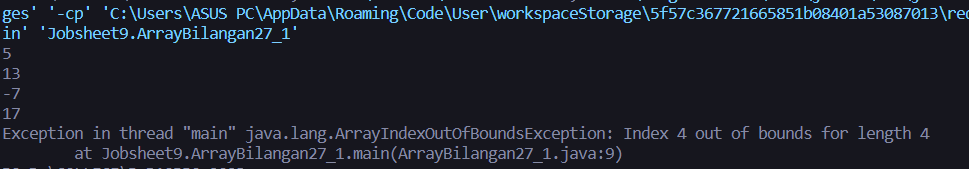 ges' '-cp' 'C:\Users\ASUS PC\AppData\Roaming\Code\User\workspaceStorage\5f57c367721665851b08401a53087013\red
in' 'Jobsheet9.ArrayBilangan27_1'
5
13
-7
17
Exception in thread "main" java.lang.ArrayIndexOutOfBoundsException: Index 4 out of bounds for length 4
        at Jobsheet9.ArrayBilangan27_1.main(ArrayBilangan27_1.java:9)